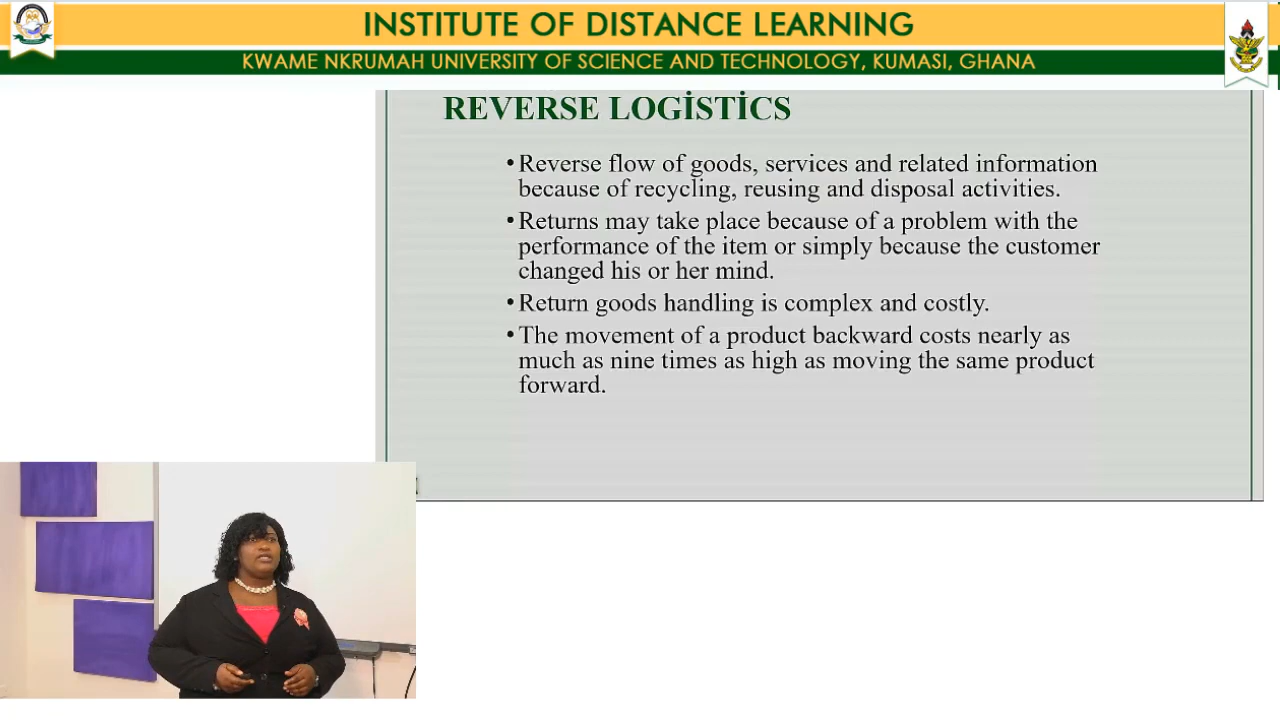 INSTITUTE OF DISTANCE LEARNING
KWAME NKRUMAH UNIVERSITY OF SCIENCE AND TECHNOLOGY, KUMASI, GHANA
REVERSE LOGİSTİCS
•Reverse flow of goods, services and related information
because of recycling, reusing and disposal activities.
•Returns may take place because of a problem with the
performance of the item or simply because the customer
changed his or her mind.
•Return goods handling is complex and costly.
•The movement of a product backward costs nearly as
much as nine times as high as moving the same product
forward.